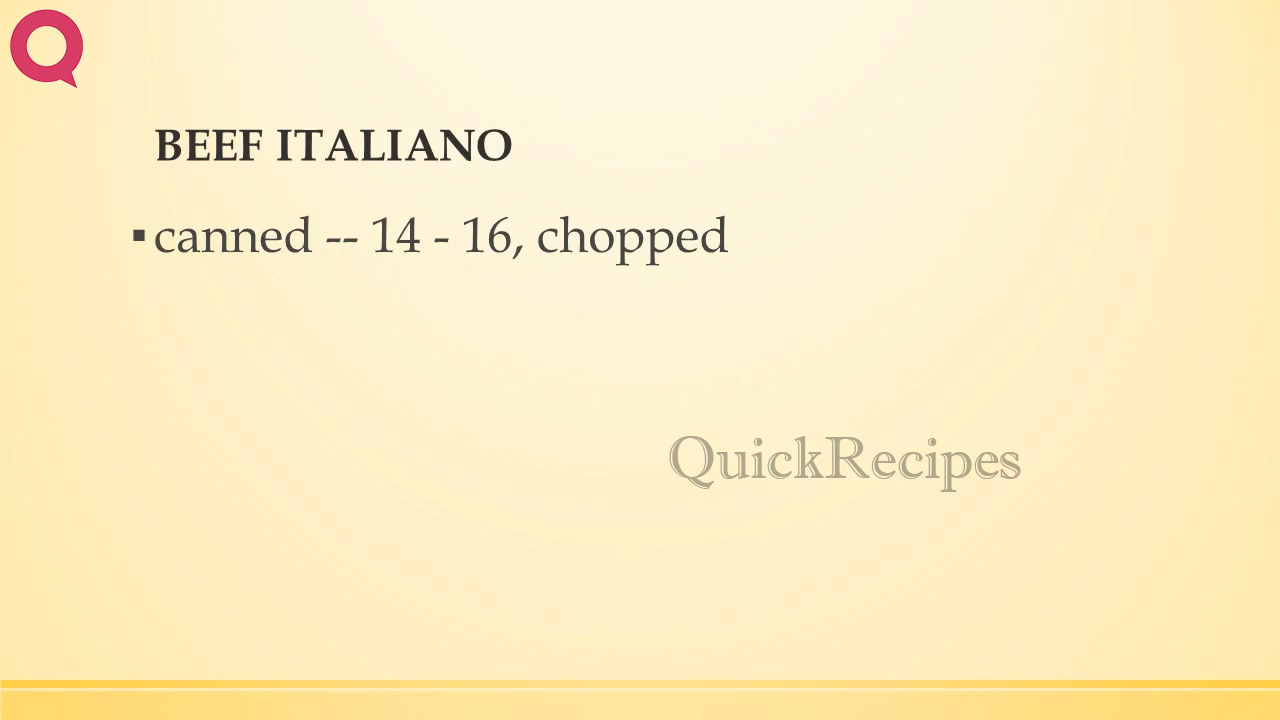 BEEF ITALIANO
▪ canned -- 14 - 16, chopped
QuickRecipes